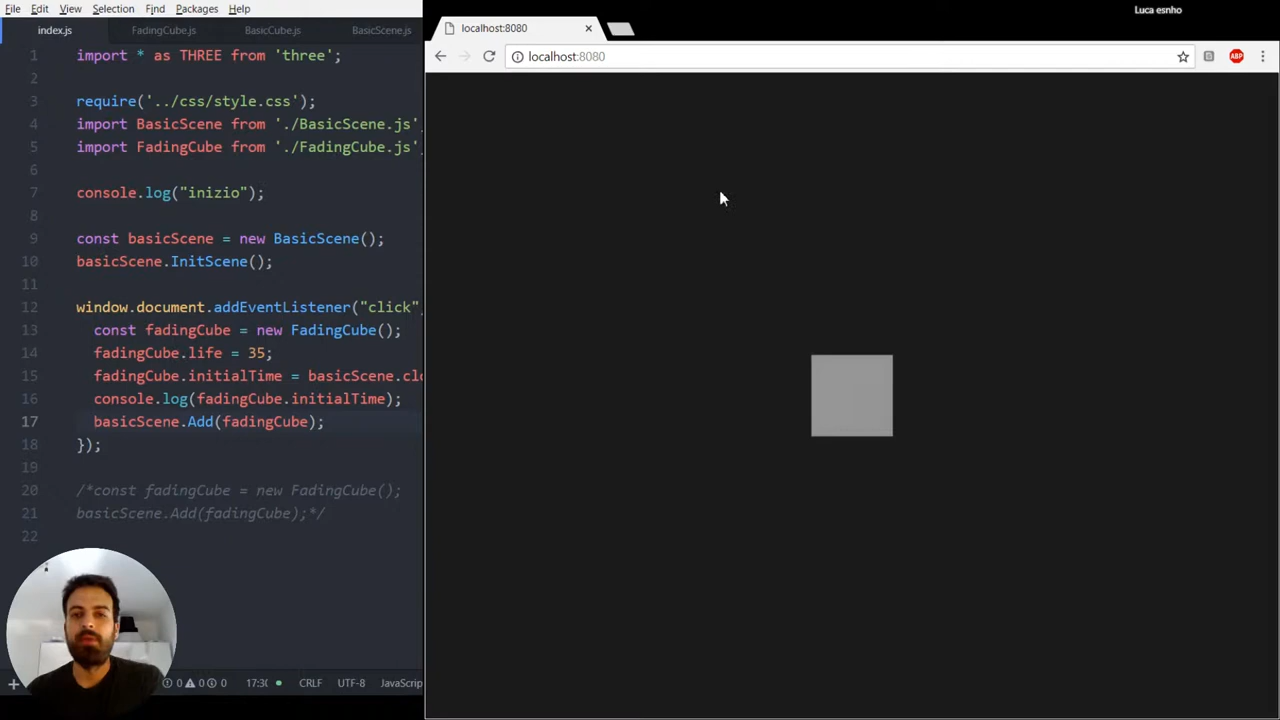 File Edit View Selection Find Packages Help
Luca esnho
index.js FadingCube.js BasicCube.js BasicScene.js
localhost:8080
localhost:8080
ABP
1 import * as THREE from 'three';
2
3 require('../css/style.css');
4 import BasicScene from './BasicScene.js'
5 import FadingCube from './FadingCube.js'
6
7 console.log("inizio");
8
9 const basicScene = new BasicScene();
10 basicScene.InitScene();
11
12 window.document.addEventListener("click"
13 const fadingCube = new FadingCube();
14 fadingCube.life = 35;
15 fadingCube.initialTime = basicScene.clo
16 console.log(fadingCube.initialTime);
17 basicScene.Add(fadingCube);
18 });
19
20 /*const fadingCube = new FadingCube();
21 basicScene.Add(fadingCube);*/
22
0 0 0 17:30 CRLF UTF-8 JavaScrip